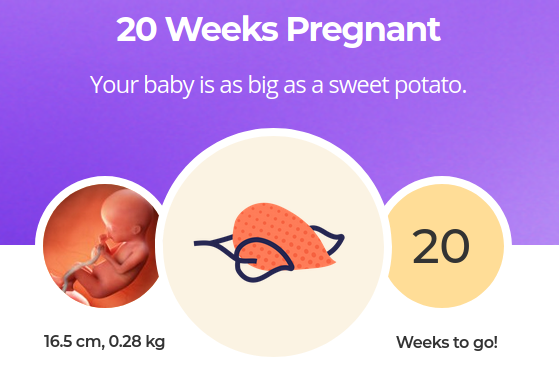 20 Weeks Pregnant
Your baby is as big as a sweet potato.
20
16.5 cm, 0.28 kg
Weeks to go!